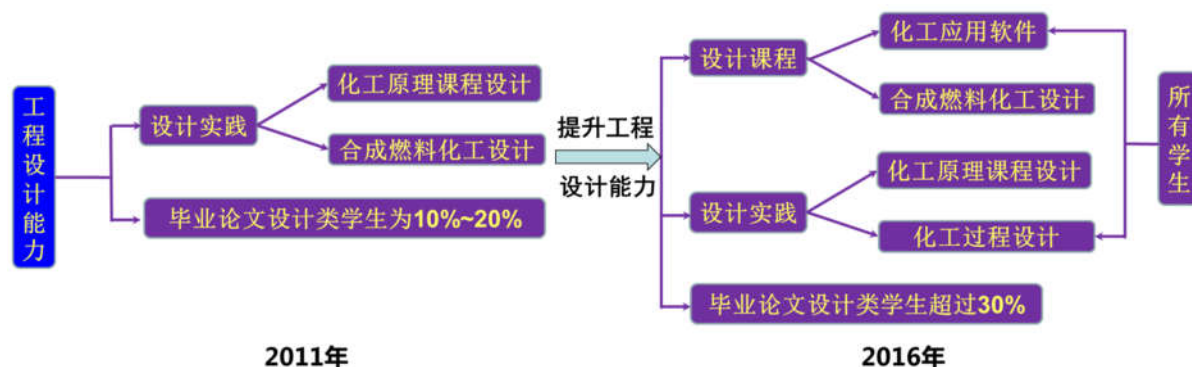 工程设计能力
设计实践
化工原理课程设计
合成燃料化工设计
毕业论文设计类学生为10%~20%
2011年
提升工程
设计能力
设计课程
化工应用软件
合成燃料化工设计
设计实践
化工原理课程设计
化工过程设计
毕业论文设计类学生超过30%
所有学生
2016年